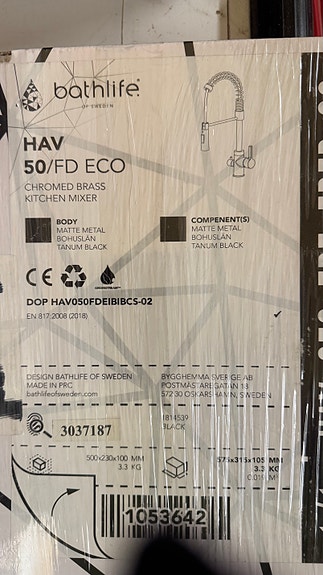 bathlife®
OF SWEDEN
HAV
50/FD ECO
CHROMED BRASS
KITCHEN MIXER
BODY
MATTE METAL
BOHUSLÄN
TANUM BLACK
COMPENENT(S)
MATTE METAL
BOHUSLÄN
TANUM BLACK
CE
DOP HAV050FDEIBIBCS-02
EN 817:2008 (2018)
DESIGN BATHLIFE OF SWEDEN
MADE IN PRC
bathlifeofsweden.com
BYGGHEMMA SVERIGE AB
POSTMÄSTAREGATAN 13
572 30 OSKARSHAMN, SWEDEN
3037187
1814539
BLACK
500x230x100 MM
3.3 KG
575x315x105 MM
3.3 KG
1053642